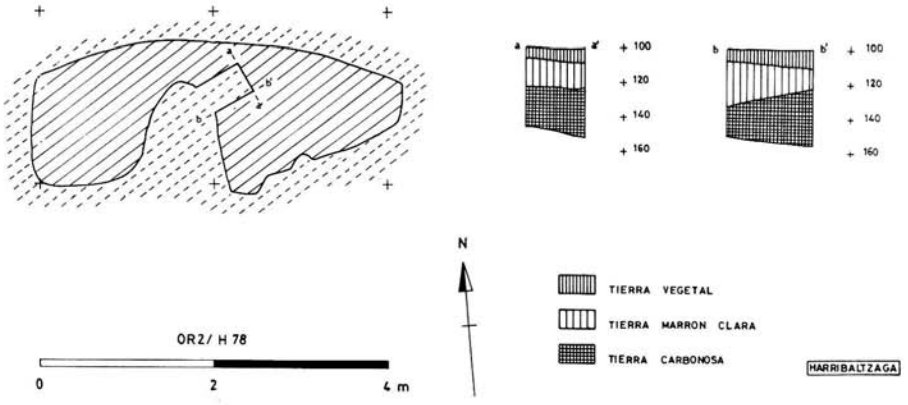 a
b'
b
a'
a a'
100
120
140
160
b b'
100
120
140
160
N
TIERRA VEGETAL
TIERRA MARRON CLARA
TIERRA CARBONOSA
HARRIBALTZAGA
OR2/H 78
0 2 4 m